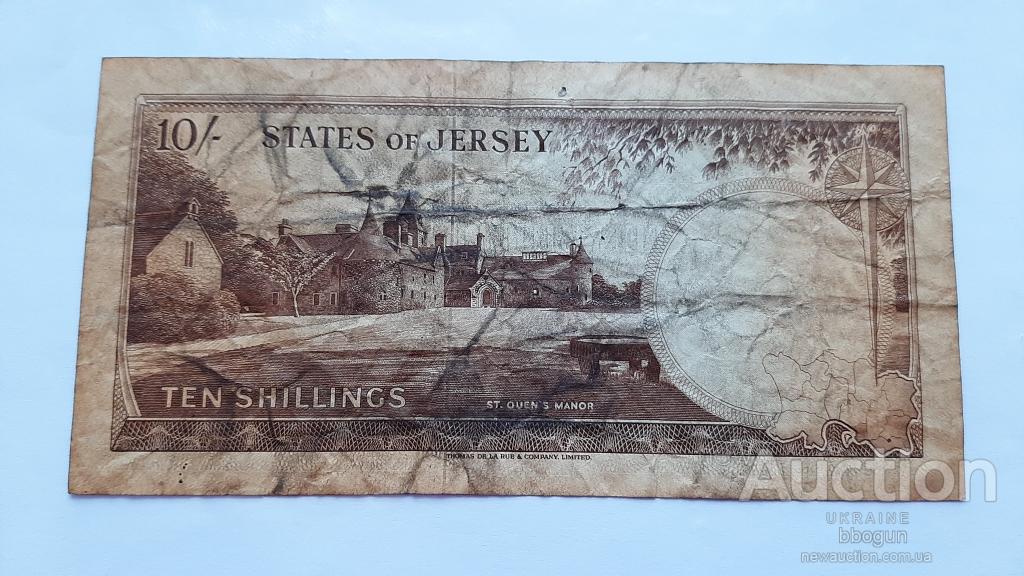 10/- STATES OF JERSEY
TEN SHILLINGS
ST. OUEN'S MANOR
THOMAS DE LA RUE & COMPANY, LIMITED.
Auction
UKRAINE
bbogun
newauction.com.ua